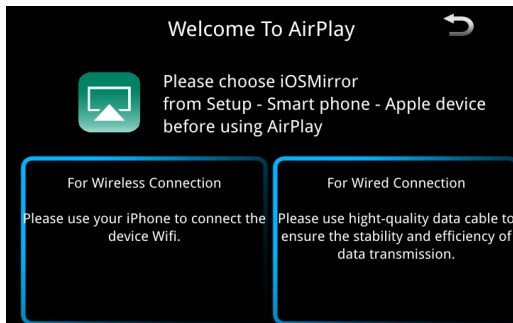 Welcome To AirPlay
Please choose iOSMirror
from Setup - Smart phone - Apple device
before using AirPlay
For Wireless Connection
Please use your iPhone to connect the
device Wifi.
For Wired Connection
Please use hight-quality data cable to
ensure the stability and efficiency of
data transmission.